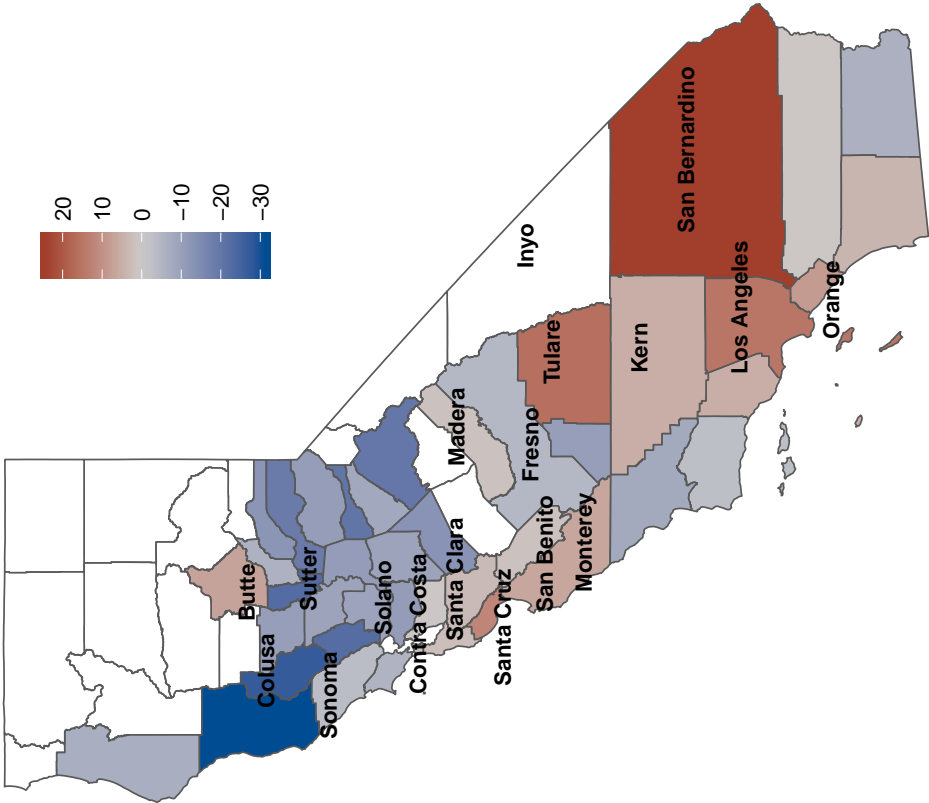 20
10
0
−10
−20
−30
San Bernardino
Inyo
Los Angeles
Orange
Tulare
Kern
Madera
Fresno
San Benito
Monterey
Santa Clara
Santa Cruz
Butte
Sutter
Solano
Contra Costa
Colusa
Sonoma